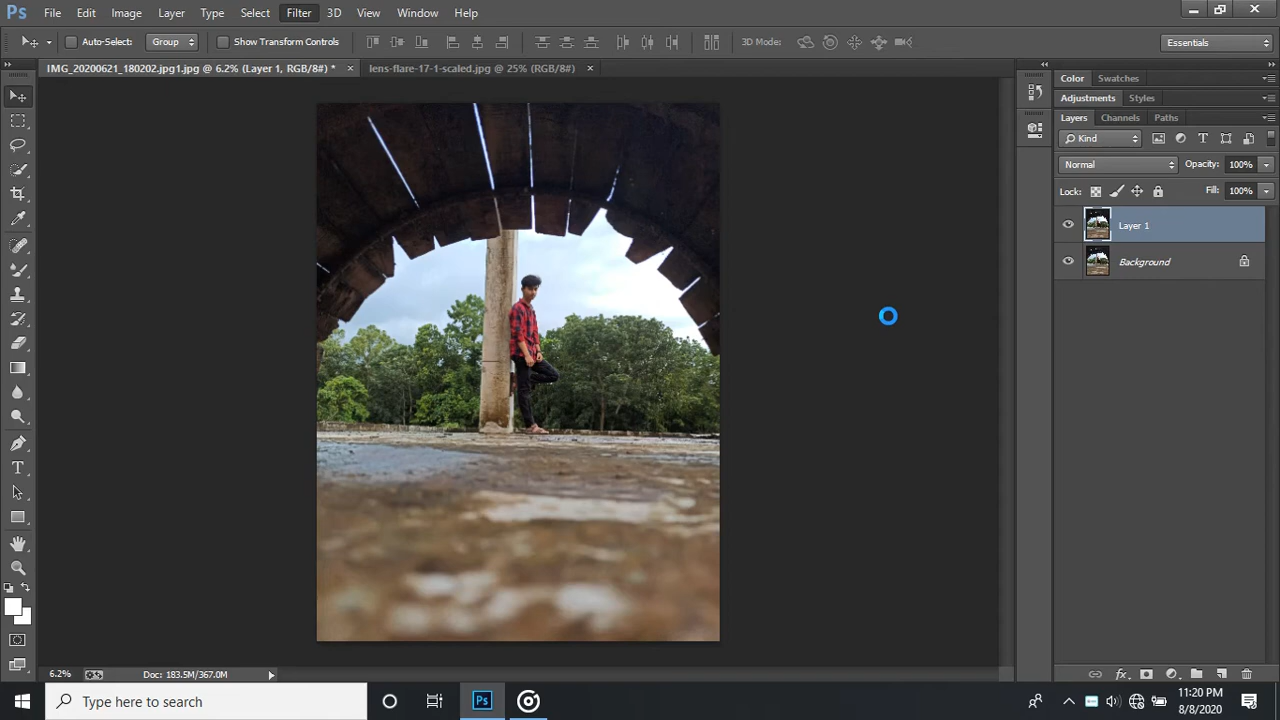 Ps File Edit Image Layer Type Select Filter 3D View Window Help
Auto-Select: Group Show Transform Controls 3D Mode: Essentials
IMG_20200621_180202.jpg1.jpg @ 6.2% (Layer 1, RGB/8#) * × lens-flare-17-1-scaled.jpg @ 25% (RGB/8#) ×
Color Swatches
Adjustments Styles
Layers Channels Paths
Kind
Normal Opacity: 100%
Lock: Fill: 100%
Layer 1
Background
6.2% Doc: 183.5M/367.0M
Type here to search
Ps
1:20 PM
8/8/2020